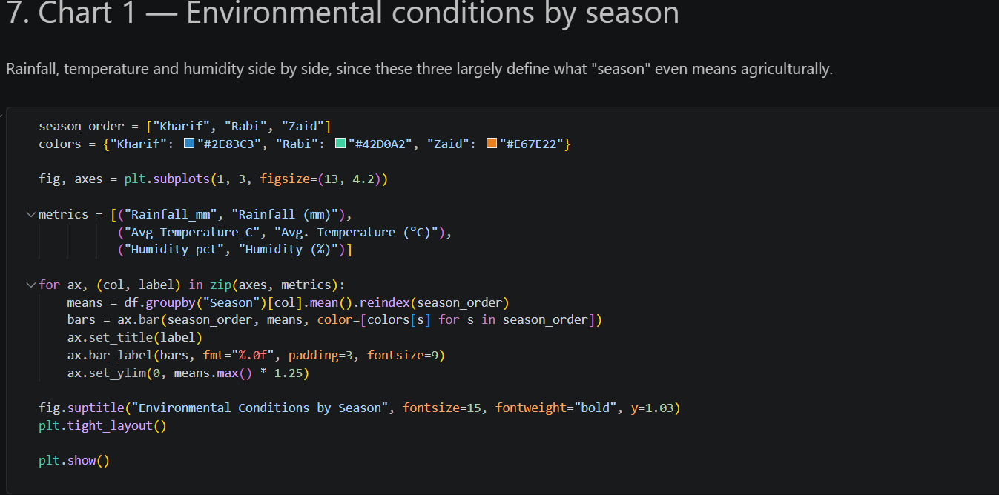 7. Chart 1 — Environmental conditions by season
Rainfall, temperature and humidity side by side, since these three largely define what "season" even means agriculturally.
season_order = ["Kharif", "Rabi", "Zaid"]
colors = {"Kharif": "#2E83C3", "Rabi": "#42D0A2", "Zaid": "#E67E22"}
fig, axes = plt.subplots(1, 3, figsize=(13, 4.2))
metrics = [("Rainfall_mm", "Rainfall (mm)"),
("Avg_Temperature_C", "Avg. Temperature (°C)"),
("Humidity_pct", "Humidity (%)")]
for ax, (col, label) in zip(axes, metrics):
    means = df.groupby("Season")[col].mean().reindex(season_order)
    bars = ax.bar(season_order, means, color=[colors[s] for s in season_order])
    ax.set_title(label)
    ax.bar_label(bars, fmt="%.0f", padding=3, fontsize=9)
    ax.set_ylim(0, means.max() * 1.25)
fig.suptitle("Environmental Conditions by Season", fontsize=15, fontweight="bold", y=1.03)
plt.tight_layout()
plt.show()